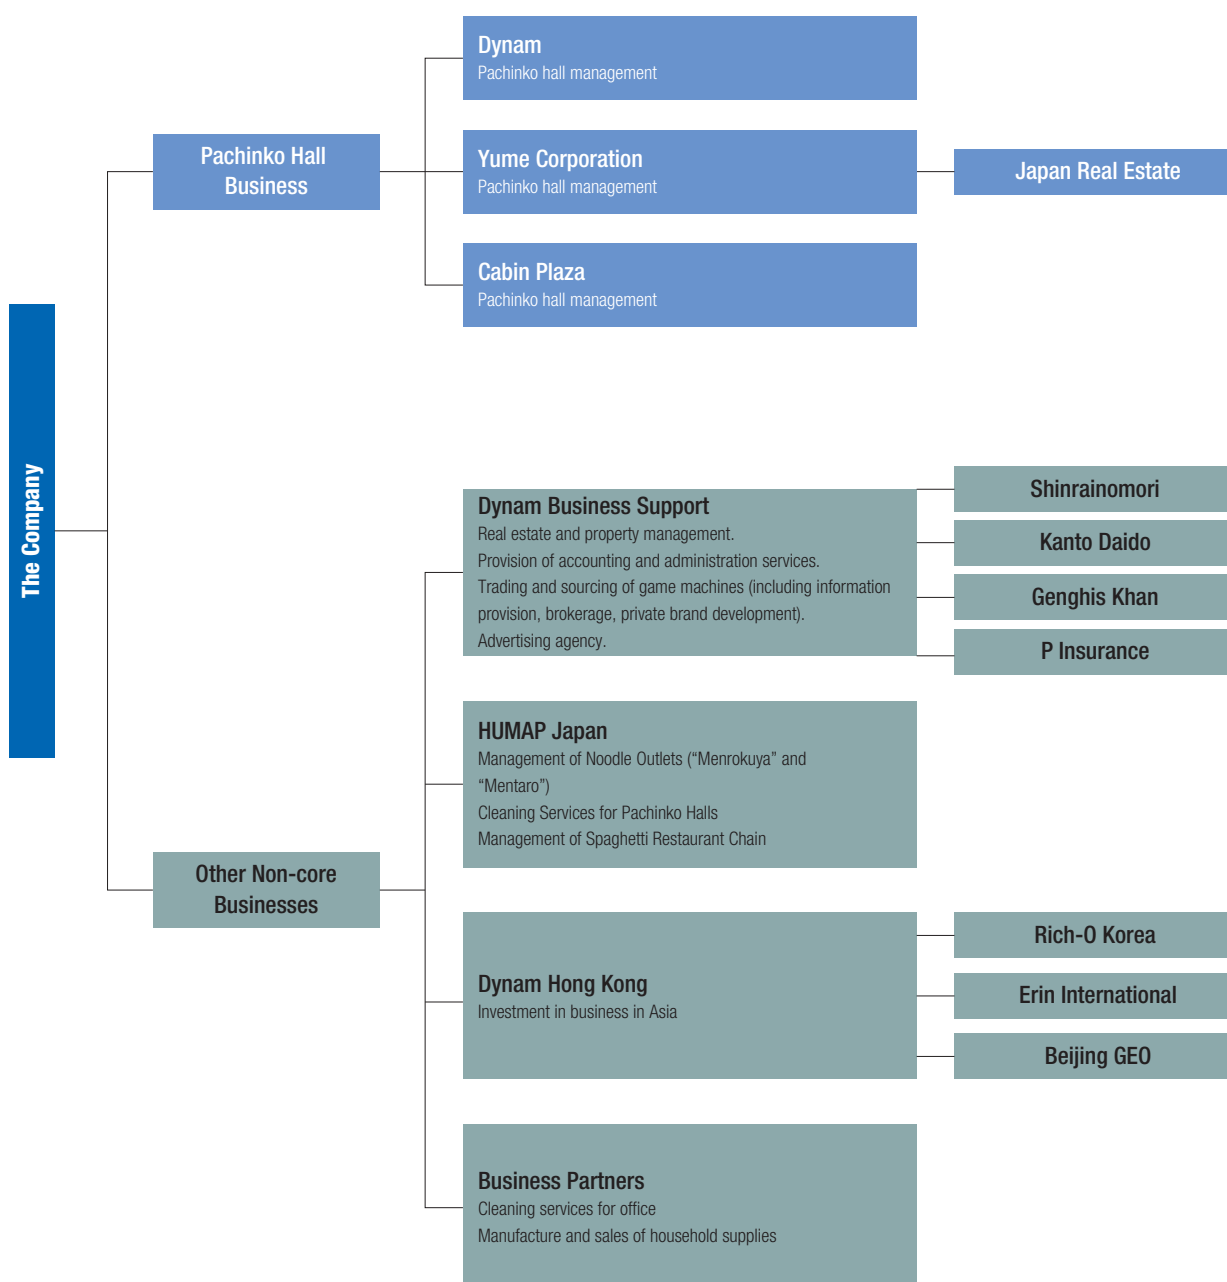 The Company
Pachinko Hall
Business
Dynam
Pachinko hall management
Yume Corporation
Pachinko hall management
Japan Real Estate
Cabin Plaza
Pachinko hall management
Other Non-core
Businesses
Dynam Business Support
Real estate and property management.
Provision of accounting and administration services.
Trading and sourcing of game machines (including information
provision, brokerage, private brand development).
Advertising agency.
Shinrainomori
Kanto Daido
Genghis Khan
P Insurance
HUMAP Japan
Management of Noodle Outlets (“Menrokuya” and
“Mentaro”)
Cleaning Services for Pachinko Halls
Management of Spaghetti Restaurant Chain
Dynam Hong Kong
Investment in business in Asia
Rich-O Korea
Erin International
Beijing GEO
Business Partners
Cleaning services for office
Manufacture and sales of household supplies